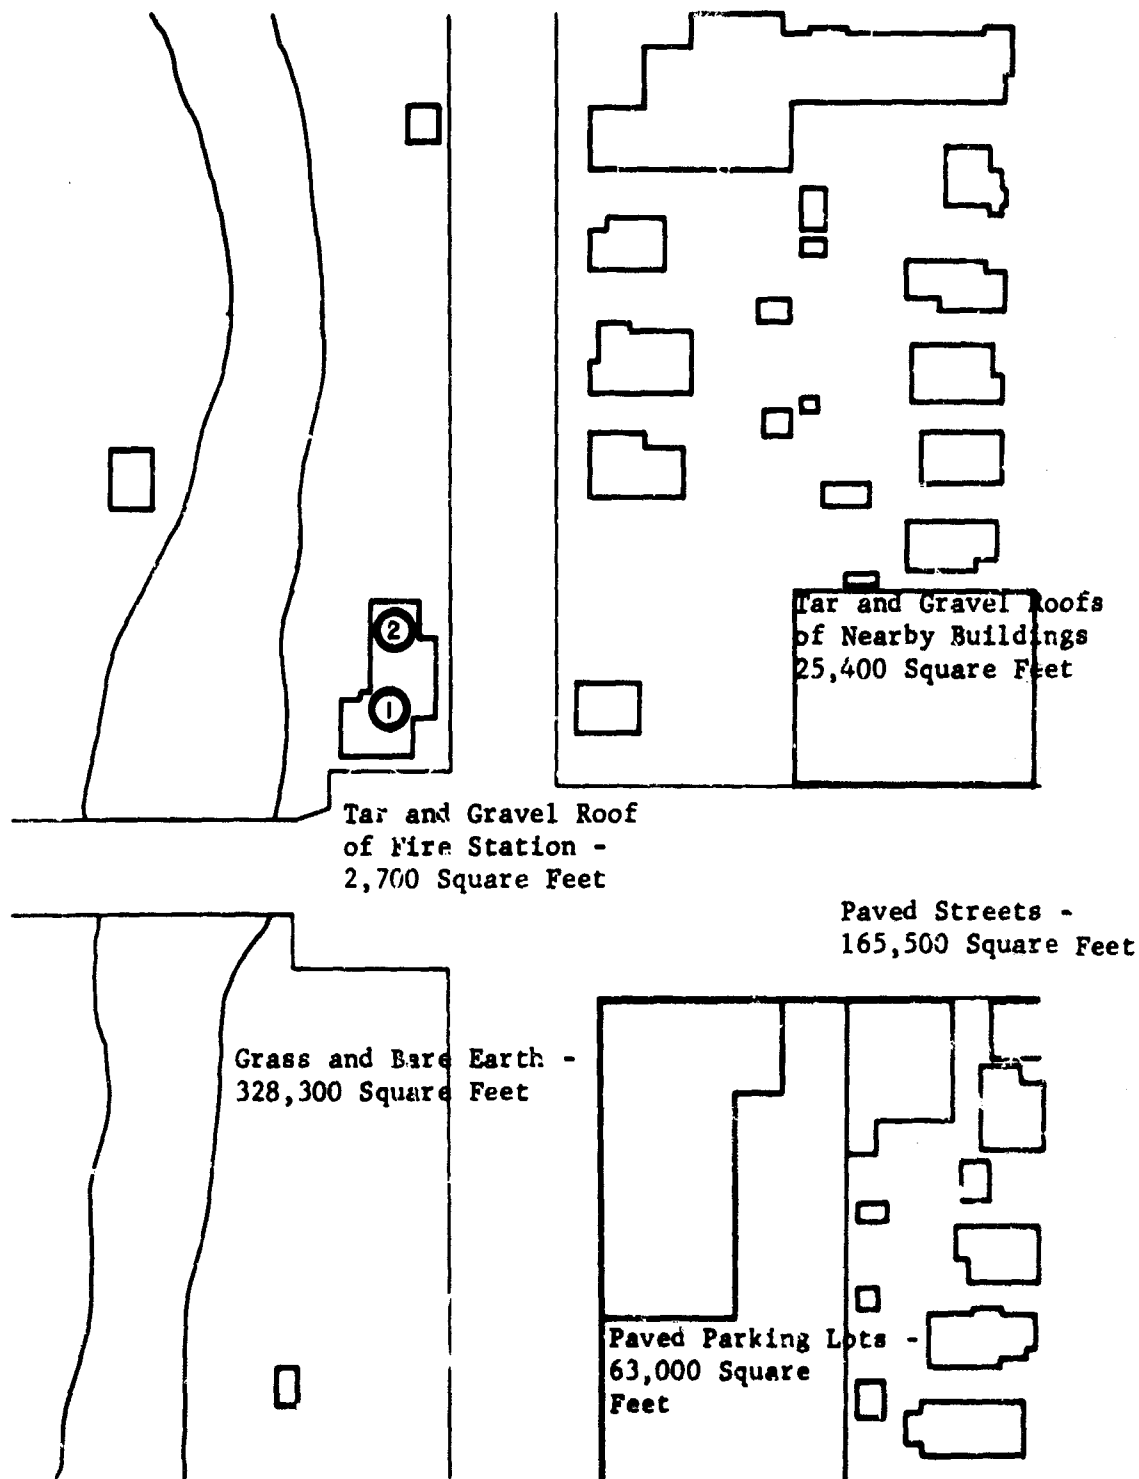 Tar and Gravel Roofs
of Nearby Buildings
25,400 Square Feet
2
1
Tar and Gravel Roof
of Fire Station -
2,700 Square Feet
Paved Streets -
165,500 Square Feet
Grass and Bare Earth -
328,300 Square Feet
Paved Parking Lots -
63,000 Square
Feet